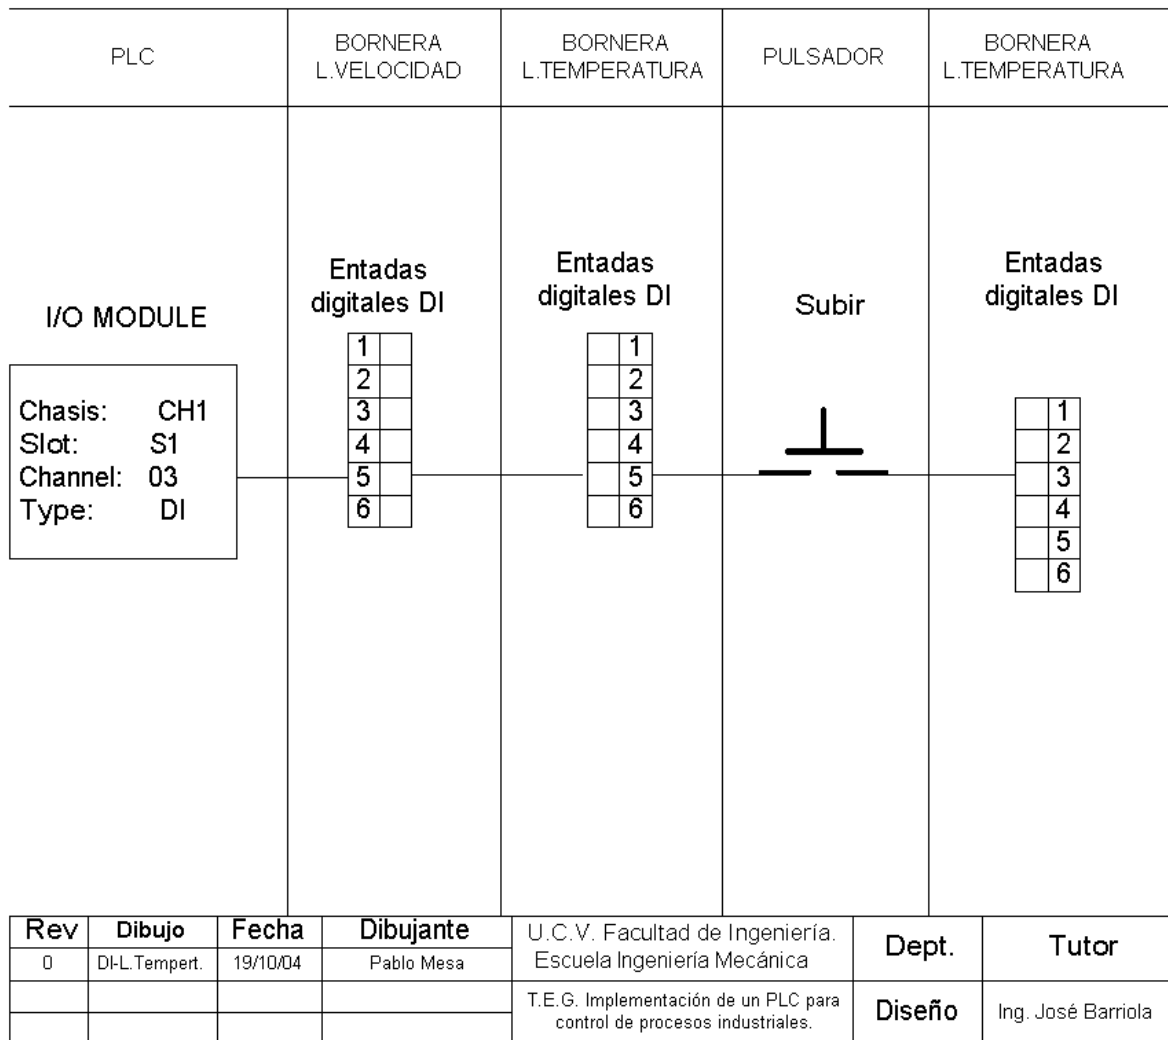 PLC
BORNERA
L.VELOCIDAD
BORNERA
L.TEMPERATURA
PULSADOR
BORNERA
L.TEMPERATURA
I/O MODULE
Chasis: CH1
Slot: S1
Channel: 03
Type: DI
Entadas
digitales DI
1
2
3
4
5
6
Entadas
digitales DI
1
2
3
4
5
6
Subir
Entadas
digitales DI
1
2
3
4
5
6
Rev Dibujo Fecha Dibujante
0 DI-L.Tempert. 19/10/04 Pablo Mesa
U.C.V. Facultad de Ingeniería.
Escuela Ingeniería Mecánica
T.E.G. Implementación de un PLC para
control de procesos industriales.
Dept. Tutor
Diseño Ing. José Barriola